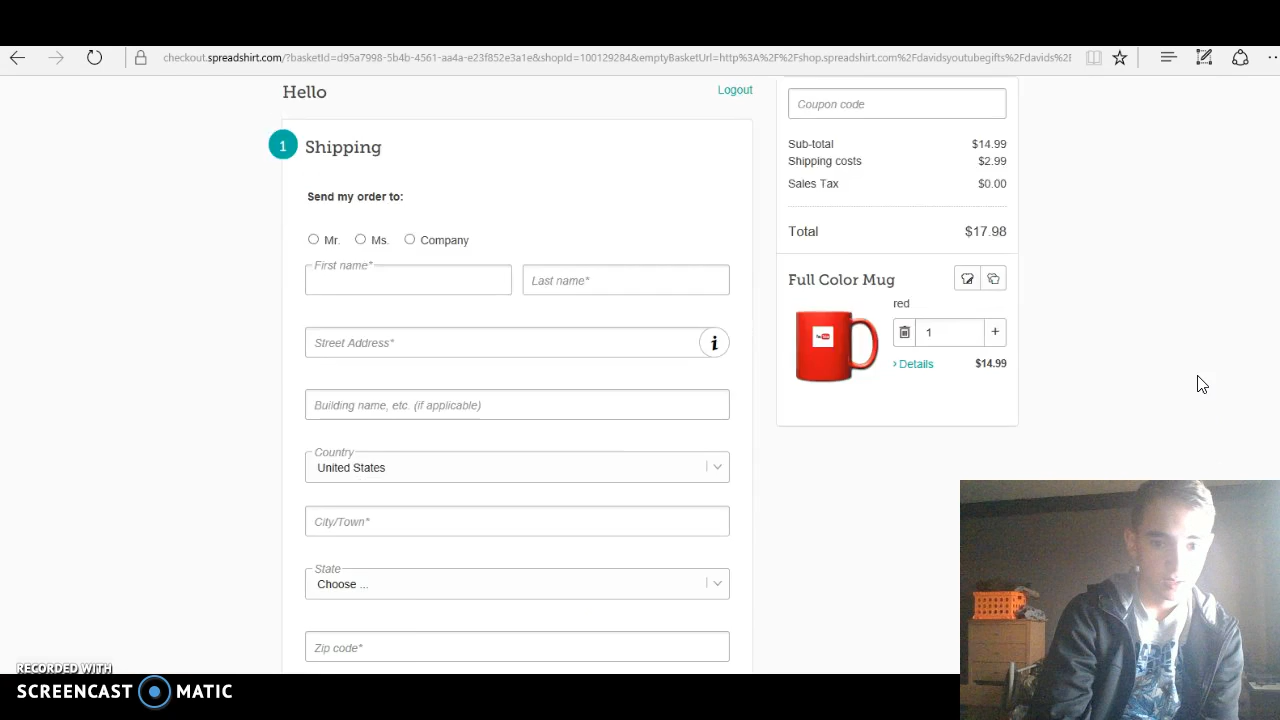 checkout.spreadshirt.com/?basketId=d95a7998-5b4b-4561-aa4a-e23f852e3a1e&shopId=100129284&emptyBasketUrl=http%3A%2F%2Fshop.spreadshirt.com%2Fdavidsyoutubegifts%2Fdavids%2E
Hello
Logout
1
Shipping
Send my order to:
Mr.
Ms.
Company
First name*
Last name*
Street Address*
i
Building name, etc. (if applicable)
Country
United States
City/Town*
State
Choose ...
Zip code*
Coupon code
Sub-total $14.99
Shipping costs $2.99
Sales Tax $0.00
Total $17.98
Full Color Mug
red
You Tube
1 +
› Details $14.99
RECORDED WITH
SCREENCAST MATIC